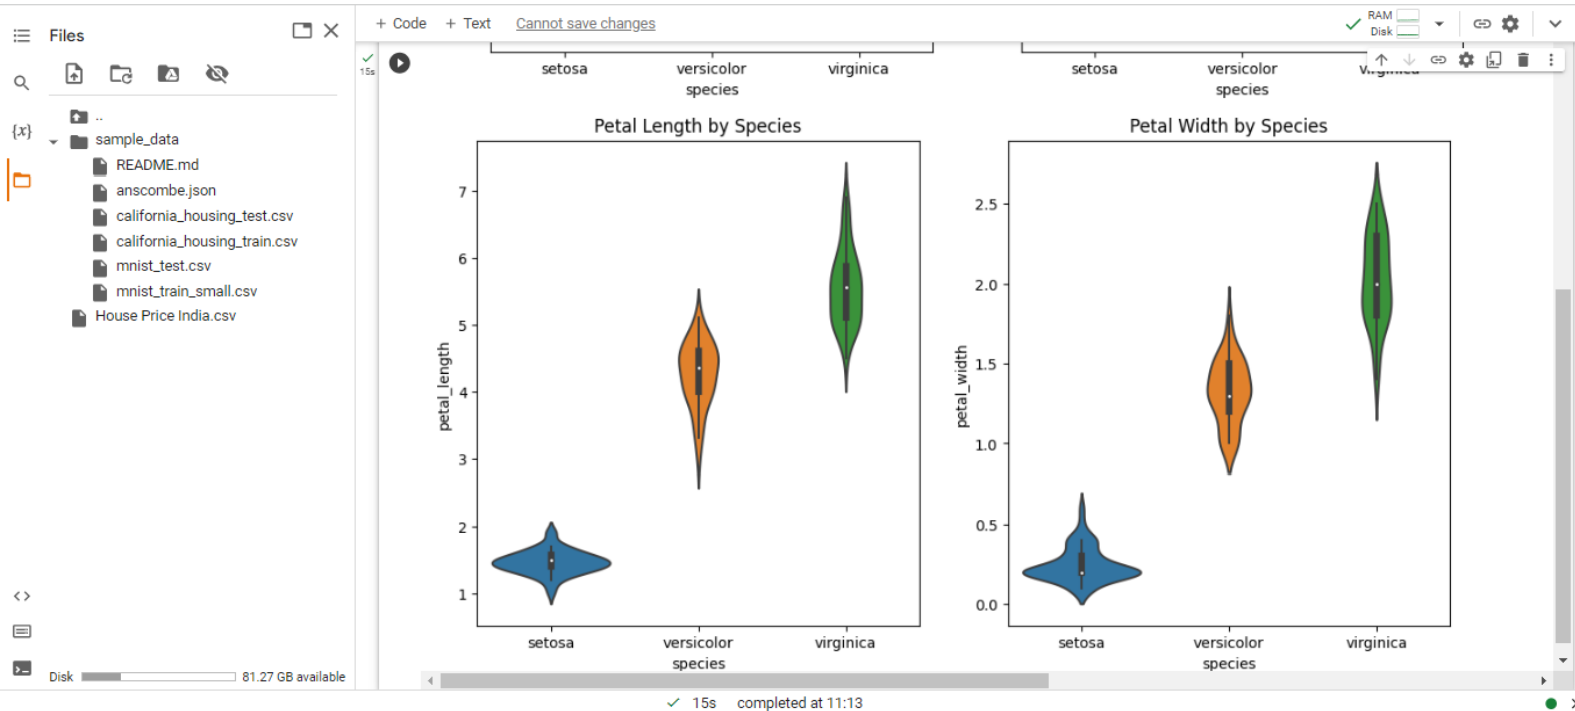 Files
..
sample_data
README.md
anscombe.json
california_housing_test.csv
california_housing_train.csv
mnist_test.csv
mnist_train_small.csv
House Price India.csv
{x}
Disk 81.27 GB available
+ Code + Text Cannot save changes
RAM
Disk
15s
setosa versicolor virginica
species
setosa versicolor virginica
species
Petal Length by Species
7
6
5
4
3
2
1
petal_length
setosa versicolor virginica
species
Petal Width by Species
2.5
2.0
1.5
1.0
0.5
0.0
petal_width
setosa versicolor virginica
species
15s completed at 11:13